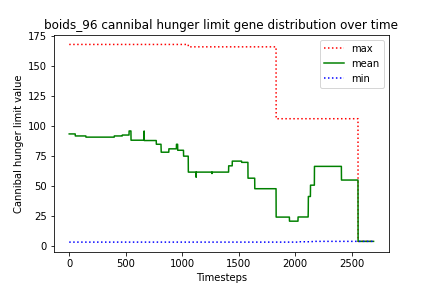 boids_96 cannibal hunger limit gene distribution over time
175
150
125
100
75
50
25
0
Cannibal hunger limit value
max
mean
min
0
500
1000
1500
2000
2500
Timesteps